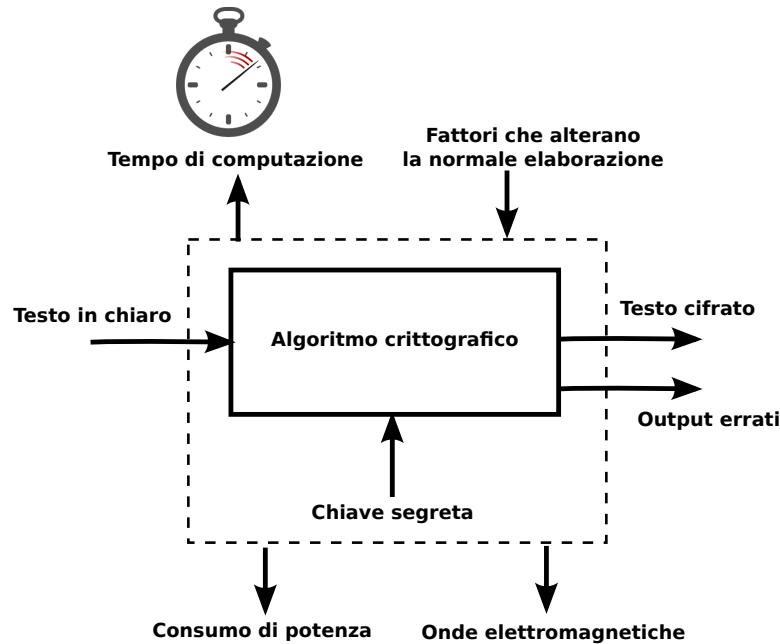 Tempo di computazione
Fattori che alterano
la normale elaborazione
Testo in chiaro
Algoritmo crittografico
Testo cifrato
Output errati
Chiave segreta
Consumo di potenza
Onde elettromagnetiche